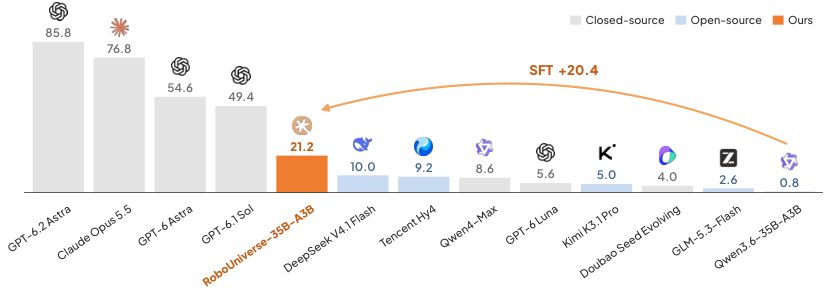 Closed-source
Open-source
Ours
SFT +20.4
85.8
76.8
54.6
49.4
21.2
10.0
9.2
8.6
5.6
5.0
4.0
2.6
0.8
GPT-6.2 Astra
Claude Opus 5.5
GPT-6 Astra
GPT-6.1 Sol
RoboUniverse-35B-A3B
DeepSeek V4.1 Flash
Tencent Hy4
Qwen4-Max
GPT-6 Luna
Kimi K3.1 Pro
Doubao Seed Evolving
GLM-5.3-Flash
Qwen3.6-35B-A3B